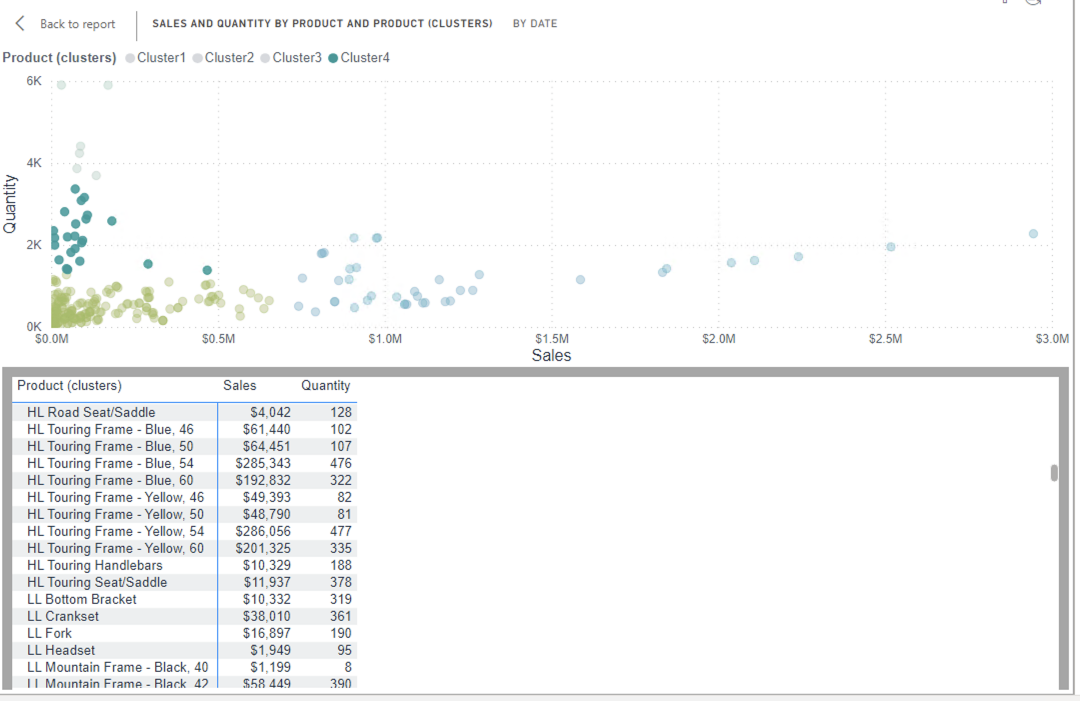 Back to report SALES AND QUANTITY BY PRODUCT AND PRODUCT (CLUSTERS) BY DATE
Product (clusters) Cluster1 Cluster2 Cluster3 Cluster4
6K
4K
2K
0K
Quantity
$0.0M $0.5M $1.0M $1.5M $2.0M $2.5M $3.0M
Sales
Product (clusters) Sales Quantity
HL Road Seat/Saddle $4,042 128
HL Touring Frame - Blue, 46 $61,440 102
HL Touring Frame - Blue, 50 $64,451 107
HL Touring Frame - Blue, 54 $285,343 476
HL Touring Frame - Blue, 60 $192,832 322
HL Touring Frame - Yellow, 46 $49,393 82
HL Touring Frame - Yellow, 50 $48,790 81
HL Touring Frame - Yellow, 54 $286,056 477
HL Touring Frame - Yellow, 60 $201,325 335
HL Touring Handlebars $10,329 188
HL Touring Seat/Saddle $11,937 378
LL Bottom Bracket $10,332 319
LL Crankset $38,010 361
LL Fork $16,897 190
LL Headset $1,949 95
LL Mountain Frame - Black, 40 $1,199 8
LL Mountain Frame - Black, 42 $58,449 390